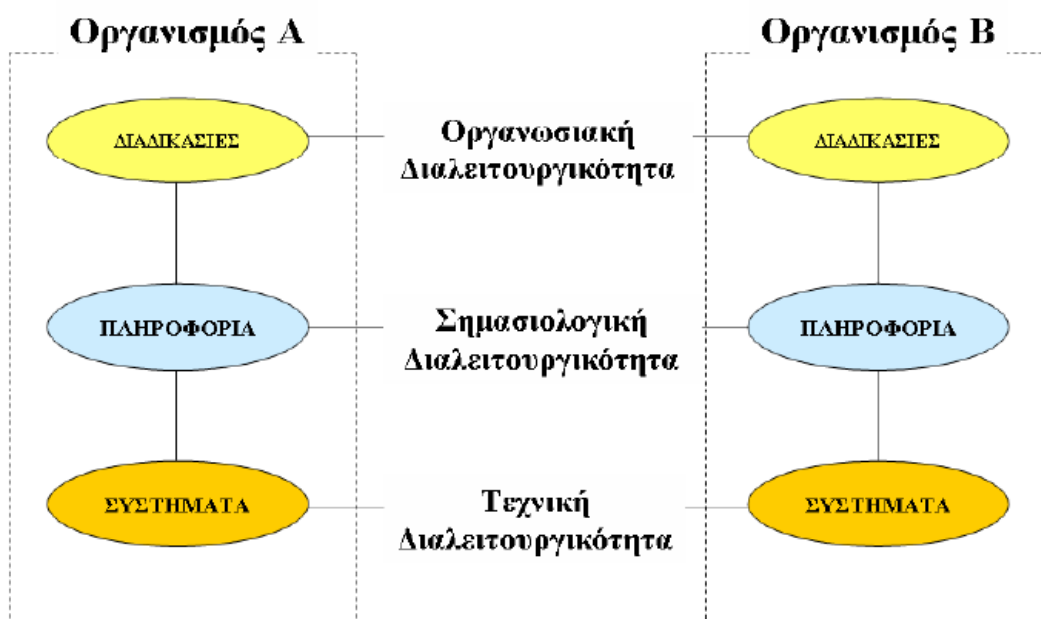 Οργανισμός Α
Οργανισμός Β
ΔΙΑΔΙΚΑΣΙΕΣ
Οργανωσιακή
Διαλειτουργικότητα
ΔΙΑΔΙΚΑΣΙΕΣ
ΠΛΗΡΟΦΟΡΙΑ
Σημασιολογική
Διαλειτουργικότητα
ΠΛΗΡΟΦΟΡΙΑ
ΣΥΣΤΗΜΑΤΑ
Τεχνική
Διαλειτουργικότητα
ΣΥΣΤΗΜΑΤΑ